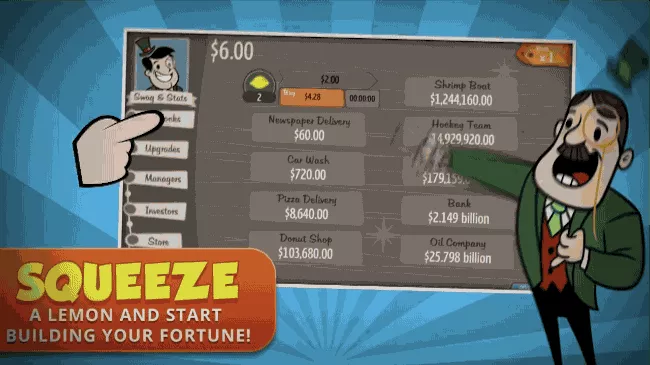 $6.00
x 1
$2.00
2
Buy
$4.28
00:00:00
Swag & Stats
Upgrades
Managers
Investors
Store
Newspaper Delivery
$60.00
Car Wash
$720.00
Pizza Delivery
$8,640.00
Donut Shop
$103,680.00
Shrimp Boat
$1,244,160.00
Hockey Team
14,929,920.00
Bank
$2.149 billion
Oil Company
$25.798 billion
SQUEEZE
A LEMON AND START
BUILDING YOUR FORTUNE!